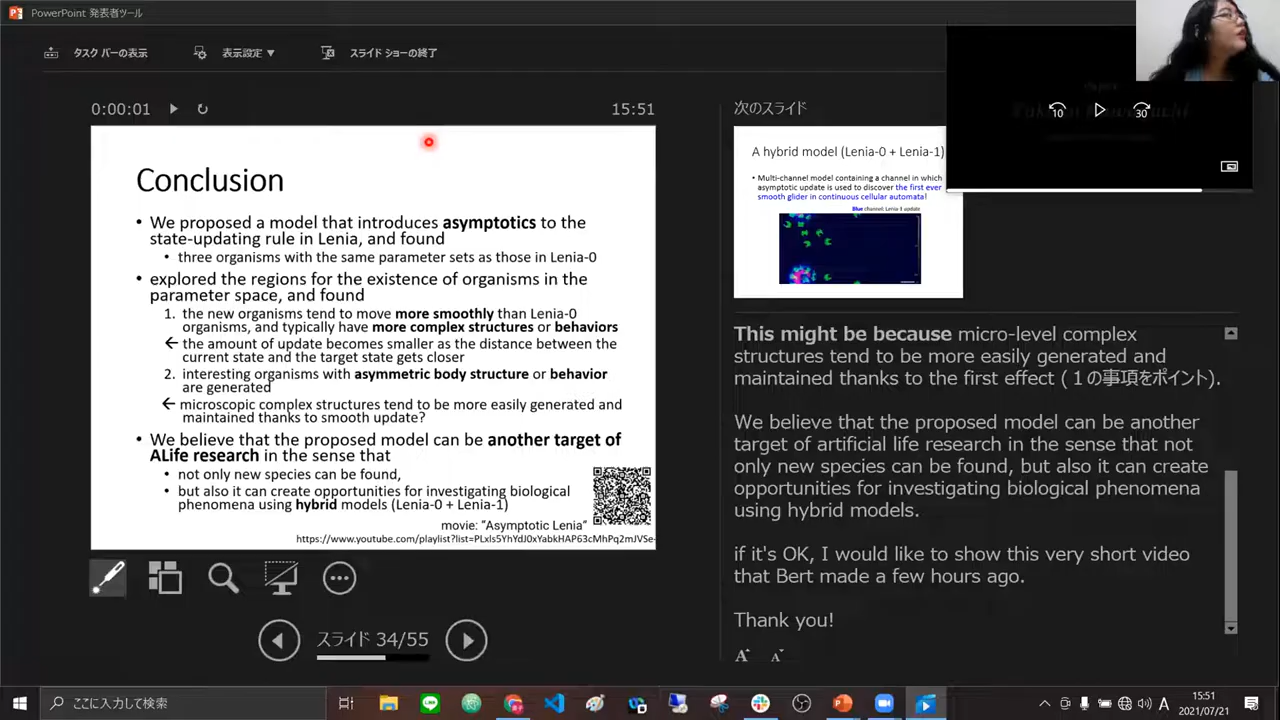 PowerPoint 発表者ツール
タスク バーの表示
表示設定 ▼
スライド ショーの終了
0:00:01
15:51
次のスライド
10
30
Conclusion
• We proposed a model that introduces asymptotics to the
state-updating rule in Lenia, and found
• three organisms with the same parameter sets as those in Lenia-0
• explored the regions for the existence of organisms in the
parameter space, and found
1. the new organisms tend to move more smoothly than Lenia-0
organisms, and typically have more complex structures or behaviors
← the amount of update becomes smaller as the distance between the
current state and the target state gets closer
2. interesting organisms with asymmetric body structure or behavior
are generated
← microscopic complex structures tend to be more easily generated and
maintained thanks to smooth update?
• We believe that the proposed model can be another target of
ALife research in the sense that
• not only new species can be found,
• but also it can create opportunities for investigating biological
phenomena using hybrid models (Lenia-0 + Lenia-1)
movie: "Asymptotic Lenia"
https://www.youtube.com/playlist?list=PLxIs5YhYdJ0xYabkHAP63cMhPq2mJVSe-
A hybrid model (Lenia-0 + Lenia-1)
• Multi-channel model containing a channel in which
asymptotic update is used to discover the first ever
smooth glider in continuous cellular automata!
Blue channel: Lenia-1 update
This might be because micro-level complex
structures tend to be more easily generated and
maintained thanks to the first effect (１の事項をポイント).
We believe that the proposed model can be another
target of artificial life research in the sense that not
only new species can be found, but also it can create
opportunities for investigating biological phenomena
using hybrid models.
if it's OK, I would like to show this very short video
that Bert made a few hours ago.
Thank you!
A A
スライド 34/55
ここに入力して検索
A
15:51
2021/07/21